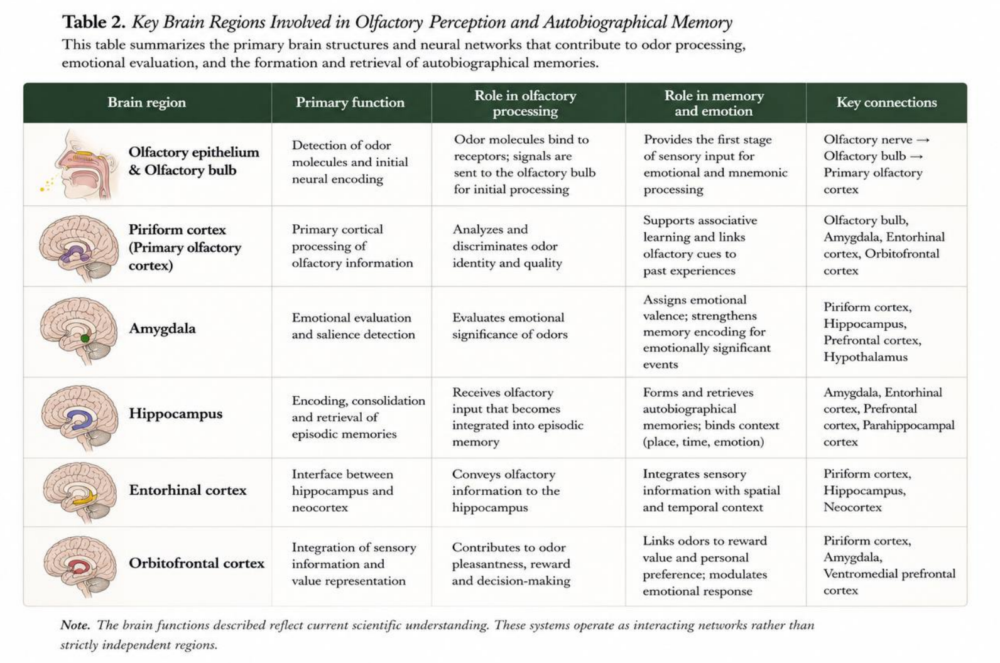 Table 2. Key Brain Regions Involved in Olfactory Perception and Autobiographical Memory
This table summarizes the primary brain structures and neural networks that contribute to odor processing,
emotional evaluation, and the formation and retrieval of autobiographical memories.
Brain region
Primary function
Role in olfactory
processing
Role in memory
and emotion
Key connections
Olfactory epithelium
& Olfactory bulb
Detection of odor
molecules and initial
neural encoding
Odor molecules bind to
receptors; signals are
sent to the olfactory bulb
for initial processing
Provides the first stage
of sensory input for
emotional and mnemonic
processing
Olfactory nerve →
Olfactory bulb →
Primary olfactory
cortex
Piriform cortex
(Primary olfactory
cortex)
Primary cortical
processing of
olfactory information
Analyzes and
discriminates odor
identity and quality
Supports associative
learning and links
olfactory cues to
past experiences
Olfactory bulb,
Amygdala, Entorhinal
cortex, Orbitofrontal
cortex
Amygdala
Emotional evaluation
and salience detection
Evaluates emotional
significance of odors
Assigns emotional
valence; strengthens
memory encoding for
emotionally significant
events
Piriform cortex,
Hippocampus,
Prefrontal cortex,
Hypothalamus
Hippocampus
Encoding, consolidation
and retrieval of
episodic memories
Receives olfactory
input that becomes
integrated into episodic
memory
Forms and retrieves
autobiographical
memories; binds context
(place, time, emotion)
Amygdala, Entorhinal
cortex, Prefrontal
cortex, Parahippocampal
cortex
Entorhinal cortex
Interface between
hippocampus and
neocortex
Conveys olfactory
information to the
hippocampus
Integrates sensory
information with spatial
and temporal context
Piriform cortex,
Hippocampus,
Neocortex
Orbitofrontal cortex
Integration of sensory
information and
value representation
Contributes to odor
pleasantness, reward
and decision-making
Links odors to reward
value and personal
preference; modulates
emotional response
Piriform cortex,
Amygdala,
Ventromedial prefrontal
cortex
Note. The brain functions described reflect current scientific understanding. These systems operate as interacting networks rather than
strictly independent regions.